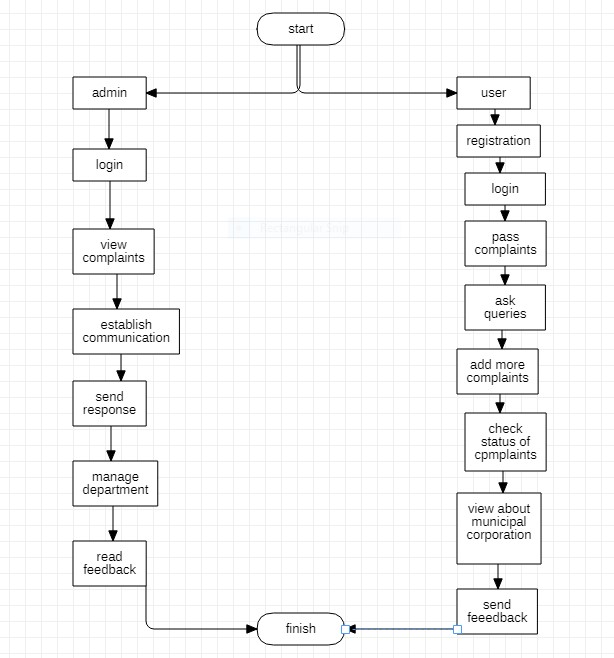 start
admin
login
view
complaints
establish
communication
send
response
manage
department
read
feedback
user
registration
login
pass
complaints
ask
queries
add more
complaints
check
status of
cpmplaints
view about
municipal
corporation
send
feeedback
finish